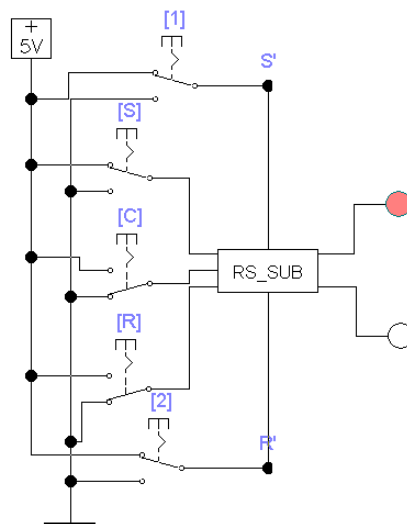 [1]
+
5V
S'
[S]
[C]
RS_SUB
[R]
[2]
R'